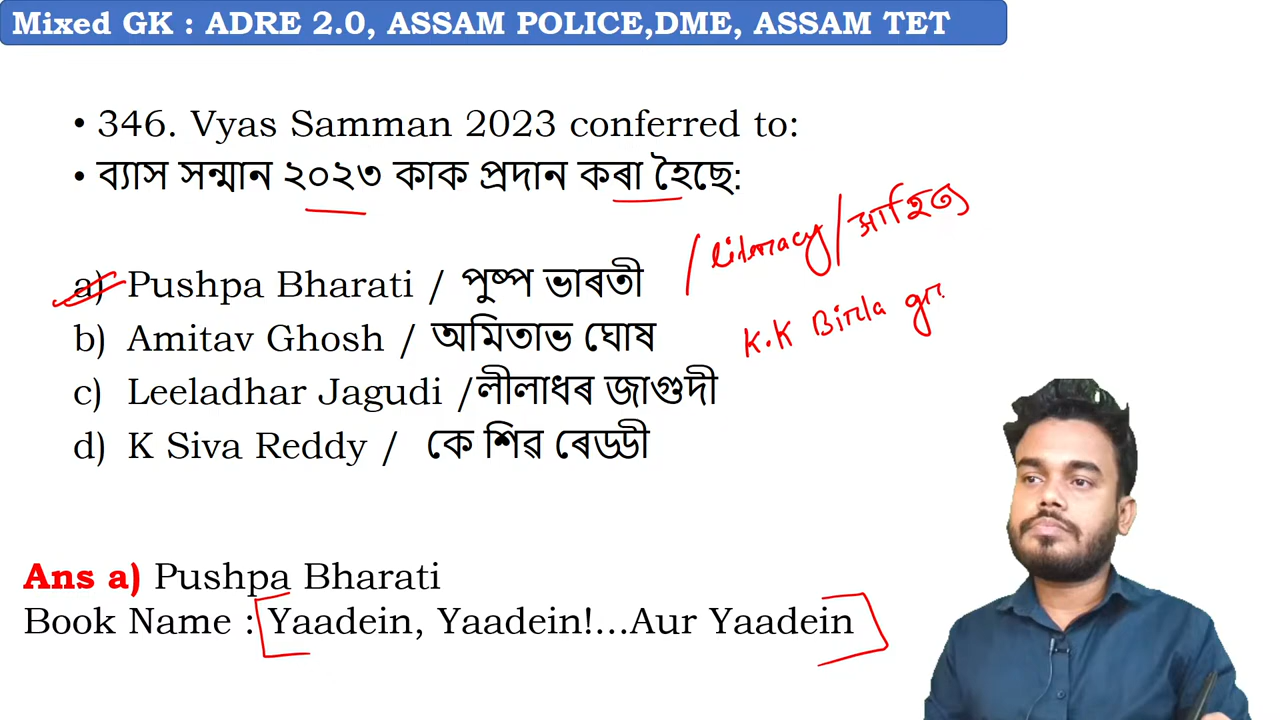 Mixed GK : ADRE 2.0, ASSAM POLICE,DME, ASSAM TET
• 346. Vyas Samman 2023 conferred to:
• ব্যাস সন্মান ২০২৩ কাক প্ৰদান কৰা হৈছে:
/ literacy/সাহিত্য
a) Pushpa Bharati / পুষ্প ভাৰতী
K.K Birla gr
b) Amitav Ghosh / অমিতাভ ঘোষ
c) Leeladhar Jagudi /লীলাধৰ জাগুদী
d) K Siva Reddy / কে শিৱ ৰেড্ডী
Ans a) Pushpa Bharati
Book Name : Yaadein, Yaadein!...Aur Yaadein